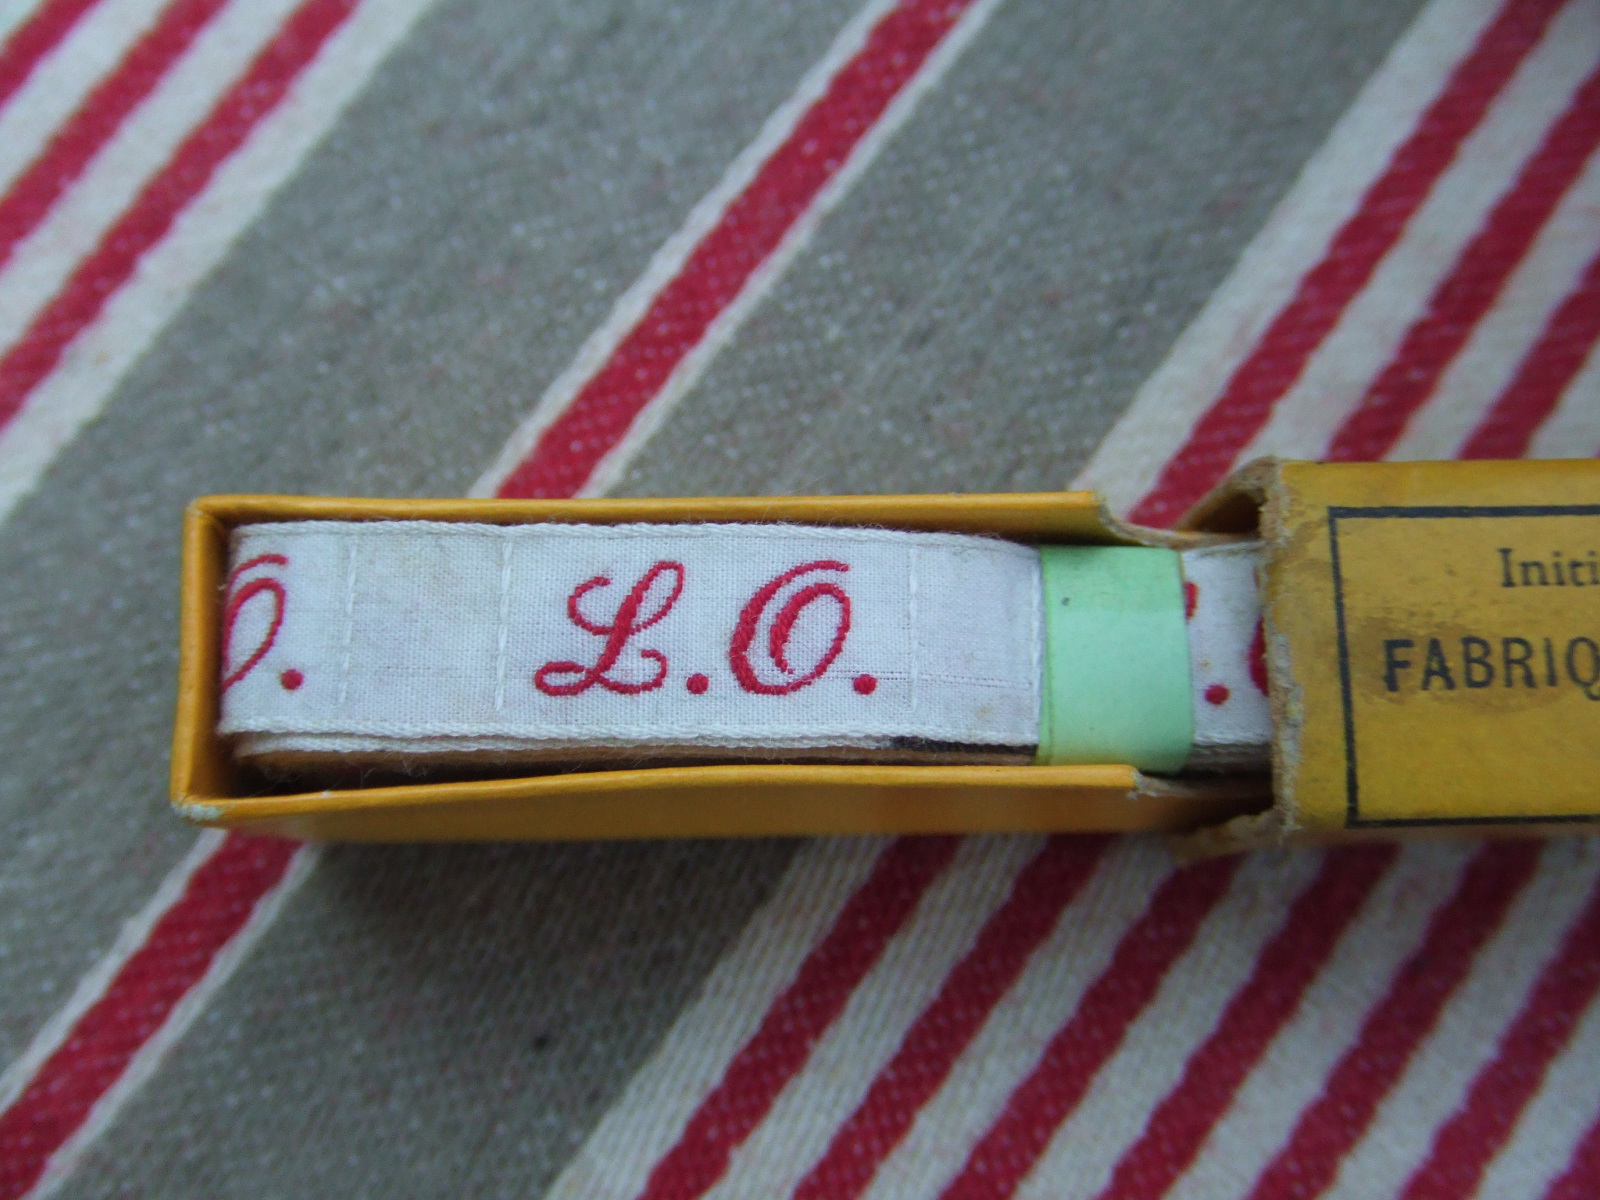 O. L.O. . 
Initi
FABRIQ